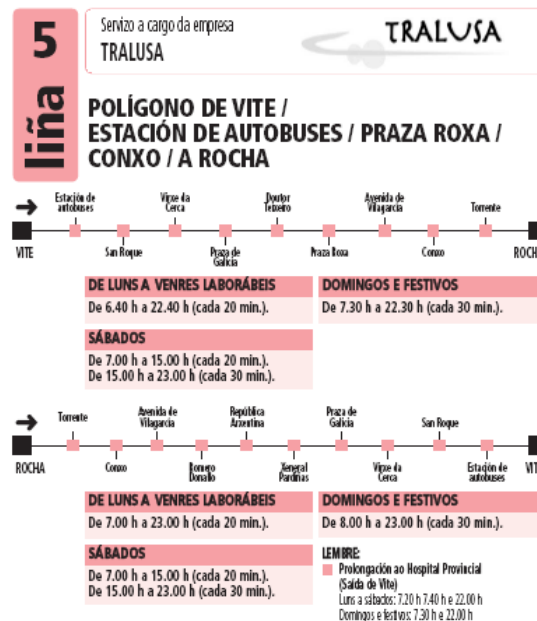 5
liña
Servizo a cargo da empresa
TRALUSA
TRALUSA
POLÍGONO DE VITE /
ESTACIÓN DE AUTOBUSES / PRAZA ROXA /
CONXO / A ROCHA
Estación de
autobuses
Virxe da
Cerca
Doutor
Teixeiro
Avenida de
Vilagarcía
Torrente
VITE
San Roque
Praza de
Galicia
Praza Roxa
Conxo
ROCH
DE LUNS A VENRES LABORÁBEIS
De 6.40 h a 22.40 h (cada 20 min.).
DOMINGOS E FESTIVOS
De 7.30 h a 22.30 h (cada 30 min.).
SÁBADOS
De 7.00 h a 15.00 h (cada 20 min.).
De 15.00 h a 23.00 h (cada 30 min.).
Torrente
Avenida de
Vilagarcía
República
Arxentina
Praza de
Galicia
San Roque
ROCHA
Conxo
Romero
Donallo
Xeneral
Pardiñas
Virxe da
Cerca
Estación de
autobuses
VIT
DE LUNS A VENRES LABORÁBEIS
De 7.00 h a 23.00 h (cada 20 min.).
DOMINGOS E FESTIVOS
De 8.00 h a 23.00 h (cada 30 min.).
SÁBADOS
De 7.00 h a 15.00 h (cada 20 min.).
De 15.00 h a 23.00 h (cada 30 min.).
LEMBRE:
Prolongación ao Hospital Provincial
(Saída de Vite)
Luns a sábados: 7.20 h 7.40 h e 22.00 h
Domingos e festivos: 7.30 h e 22.00 h